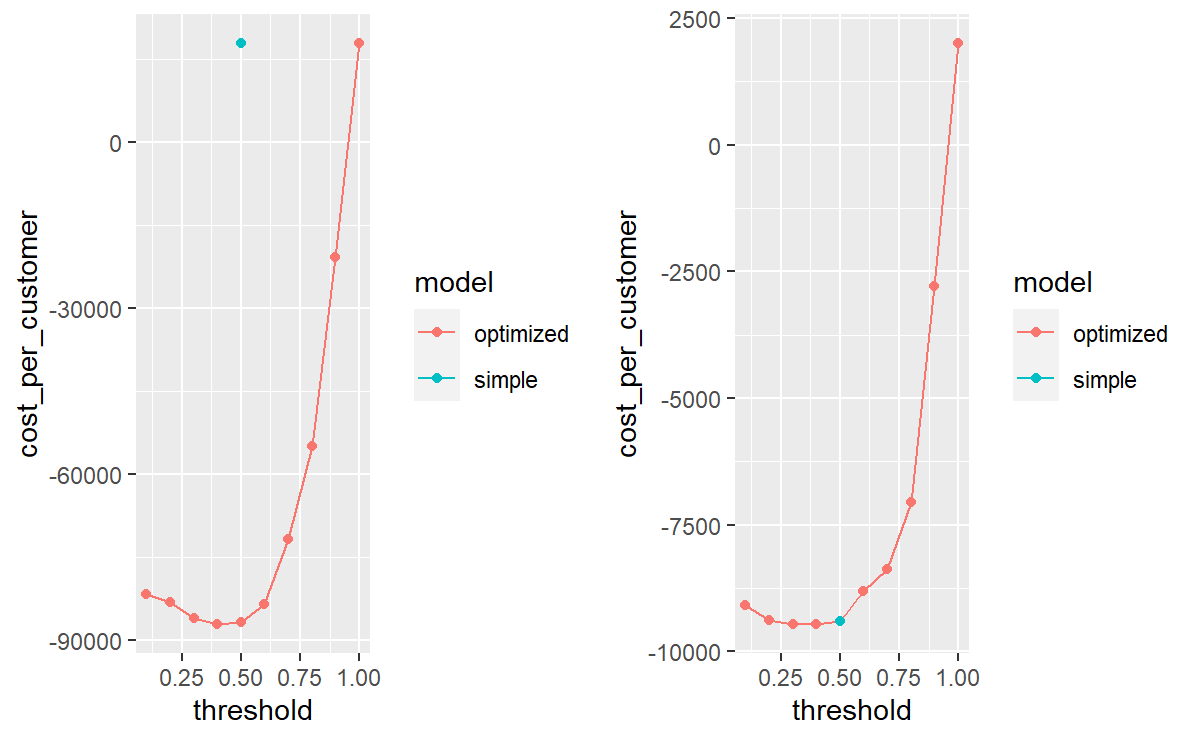 cost_per_customer
0
-30000
-60000
-90000
0.25 0.50 0.75 1.00
threshold
model
optimized
simple
cost_per_customer
2500
0
-2500
-5000
-7500
-10000
0.25 0.50 0.75 1.00
threshold
model
optimized
simple